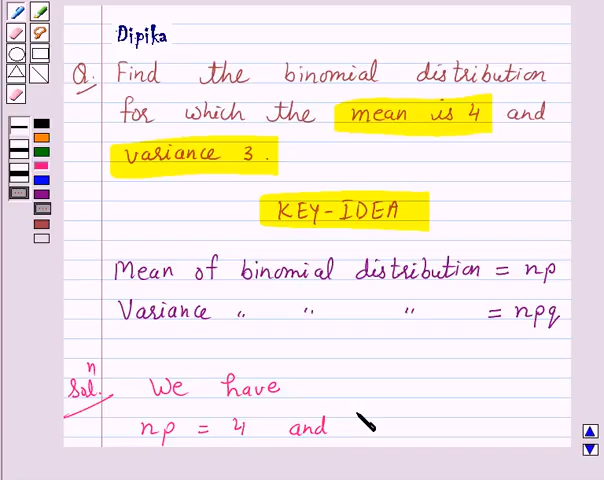 Dipika
Q. Find the binomial distribution
for which the mean is 4 and
variance 3.
KEY-IDEA
Mean of binomial distribution = np
Variance " " " = npq
Solⁿ. We have
np = 4 and